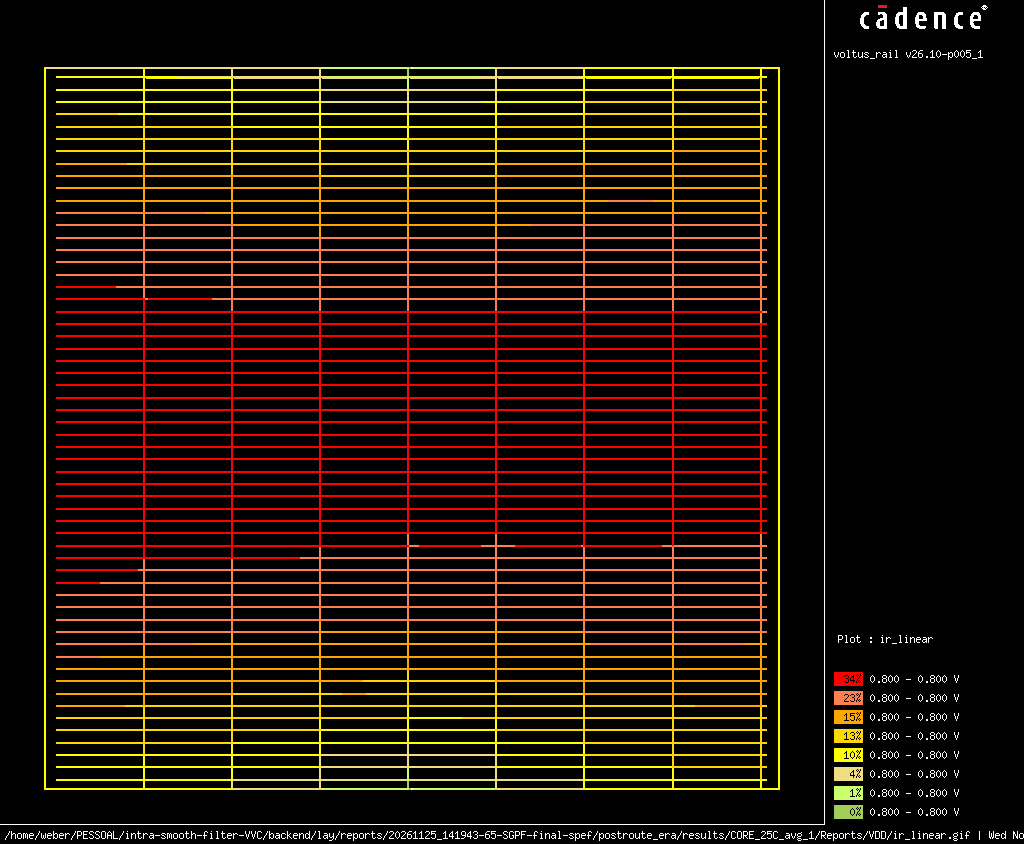 cādence®
voltus_rail v26.10-p005_1
Plot : ir_linear
34% 0.800 - 0.800 V
23% 0.800 - 0.800 V
15% 0.800 - 0.800 V
13% 0.800 - 0.800 V
10% 0.800 - 0.800 V
4% 0.800 - 0.800 V
1% 0.800 - 0.800 V
0% 0.800 - 0.800 V
/home/weber/PESSOAL/intra-smooth-filter-VVC/backend/lay/reports/20261125_141943-65-SGPF-final-spef/postroute_era/results/CORE_25C_avg_1/Reports/VDD/ir_linear.gif | Wed No